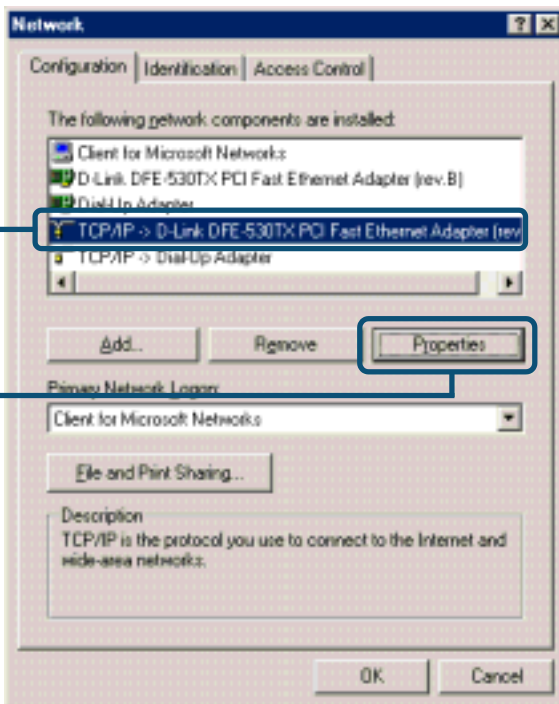 Network
Configuration Identification Access Control
The following network components are installed:
Client for Microsoft Networks
D-Link DFE-530TX PCI Fast Ethernet Adapter (rev.B)
Dial-Up Adapter
TCP/IP -> D-Link DFE-530TX PCI Fast Ethernet Adapter (rev
TCP/IP -> Dial-Up Adapter
Add... Remove Properties
Primary Network Logon:
Client for Microsoft Networks
File and Print Sharing...
Description
TCP/IP is the protocol you use to connect to the Internet and
wide-area networks.
OK Cancel